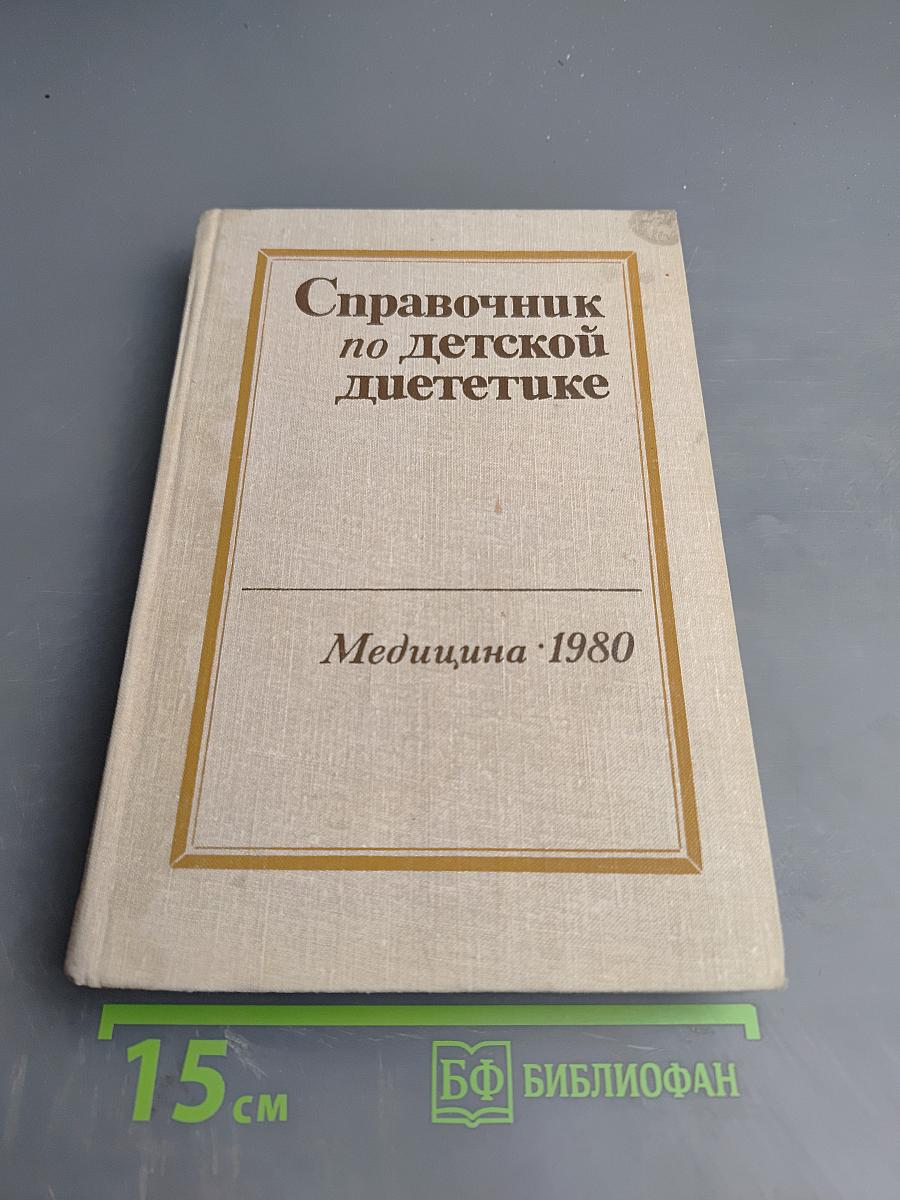 Справочник
по детской
диететике
Медицина · 1980
15 см
БФ БИБЛИОФАН